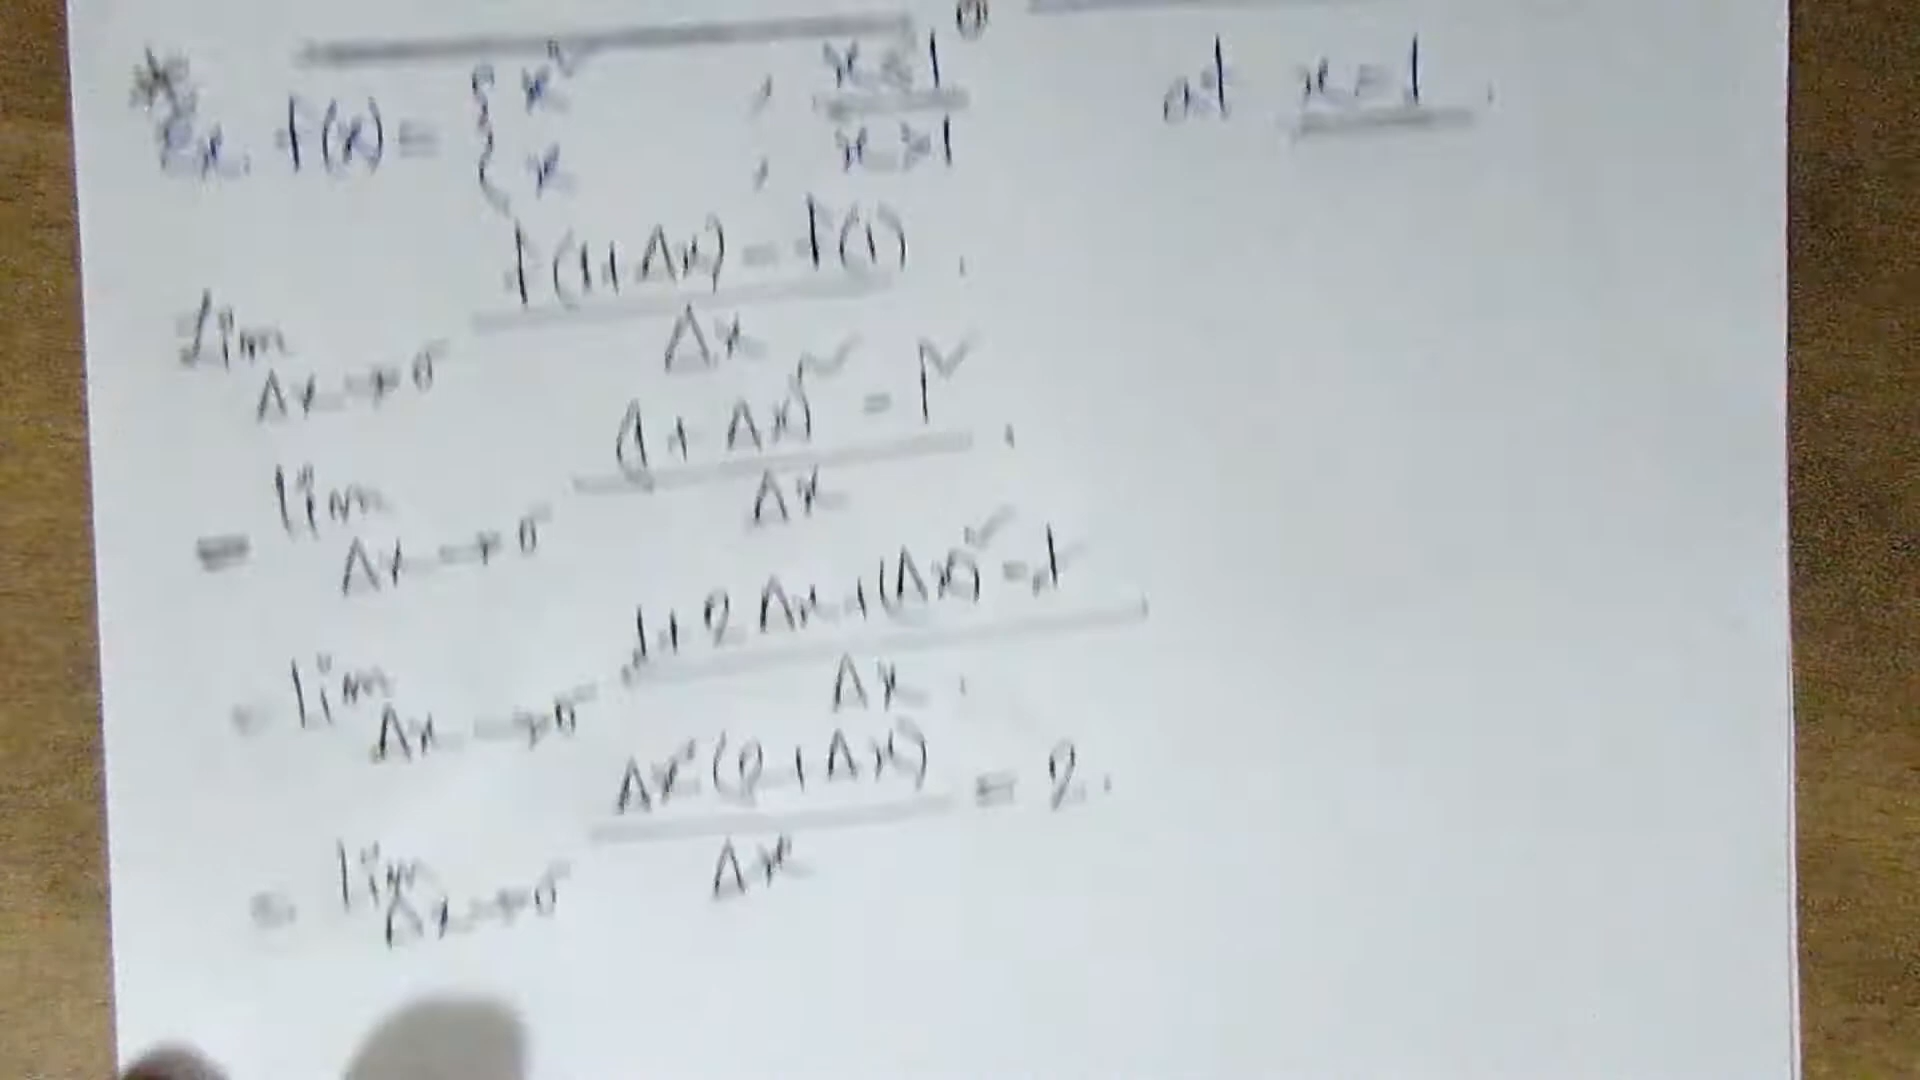 Ex. f(x) = { x² , x ≤ 1
x , x > 1 at x = 1.
Lim Δx→0⁻ f(1+Δx) - f(1) / Δx
= lim Δx→0⁻ (1+Δx)² - 1² / Δx
= lim Δx→0⁻ 1+2Δx+(Δx)² - 1 / Δx
= lim Δx→0⁻ Δx(2+Δx) / Δx = 2.